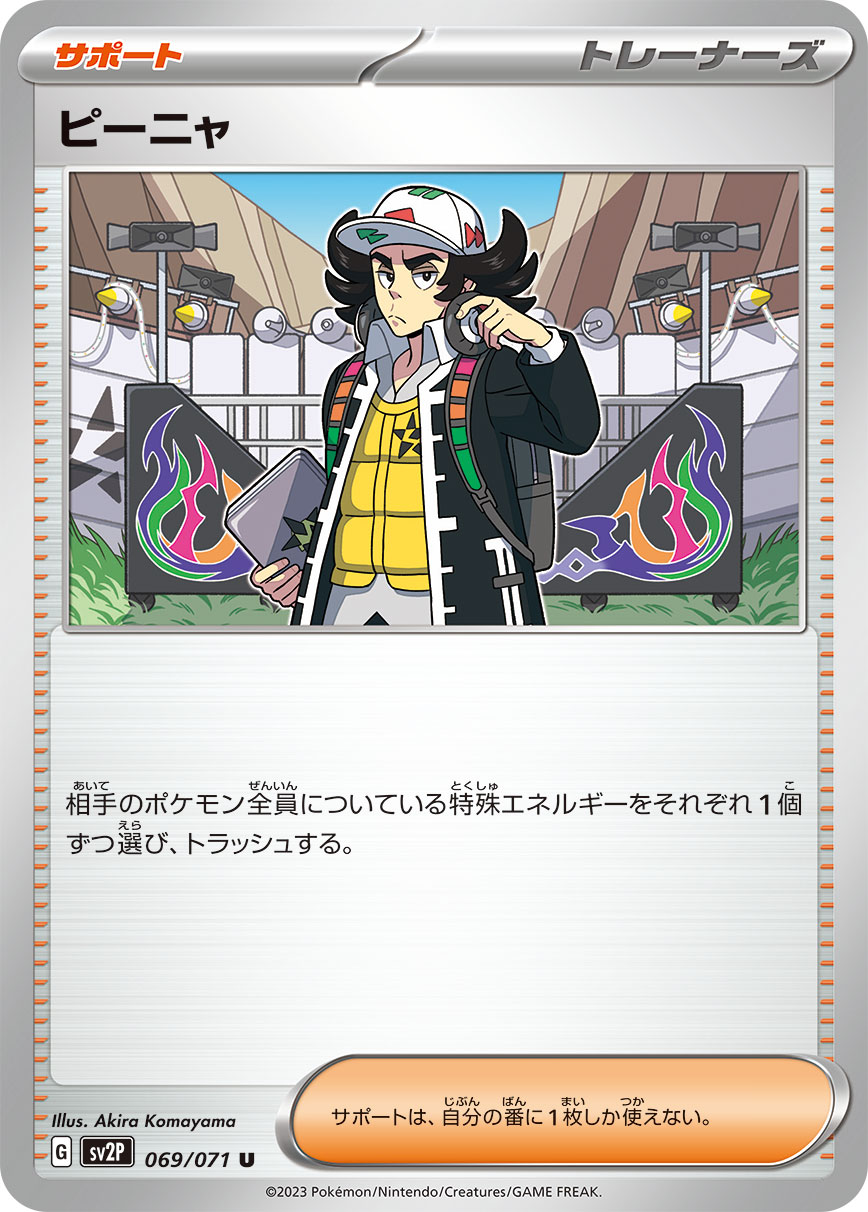 サポート
トレーナーズ
ピーニャ
相手のポケモン全員についている特殊エネルギーをそれぞれ1個
ずつ選び、トラッシュする。
サポートは、自分の番に1枚しか使えない。
Illus. Akira Komayama
G sv2P 069/071 U
©2023 Pokémon/Nintendo/Creatures/GAME FREAK.